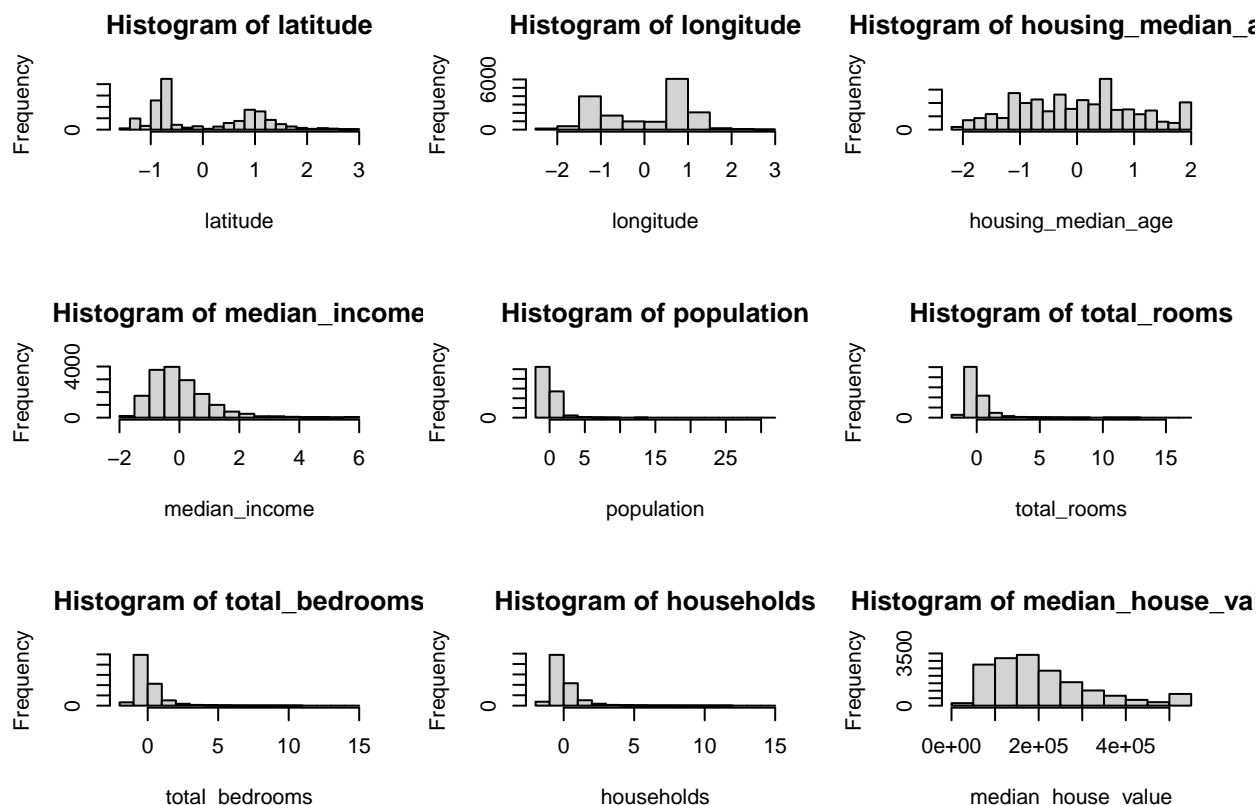 Histogram of latitude
Frequency
0
−1 0 1 2 3
latitude
Histogram of longitude
Frequency
0 6000
−2 −1 0 1 2 3
longitude
Histogram of housing_median_a
Frequency
0
−2 −1 0 1 2
housing_median_age
Histogram of median_income
Frequency
0 4000
−2 0 2 4 6
median_income
Histogram of population
Frequency
0
0 5 15 25
population
Histogram of total_rooms
Frequency
0
0 5 10 15
total_rooms
Histogram of total_bedrooms
Frequency
0
0 5 10 15
total_bedrooms
Histogram of households
Frequency
0
0 5 10 15
households
Histogram of median_house_val
Frequency
0 3500
0e+00 2e+05 4e+05
median_house_value